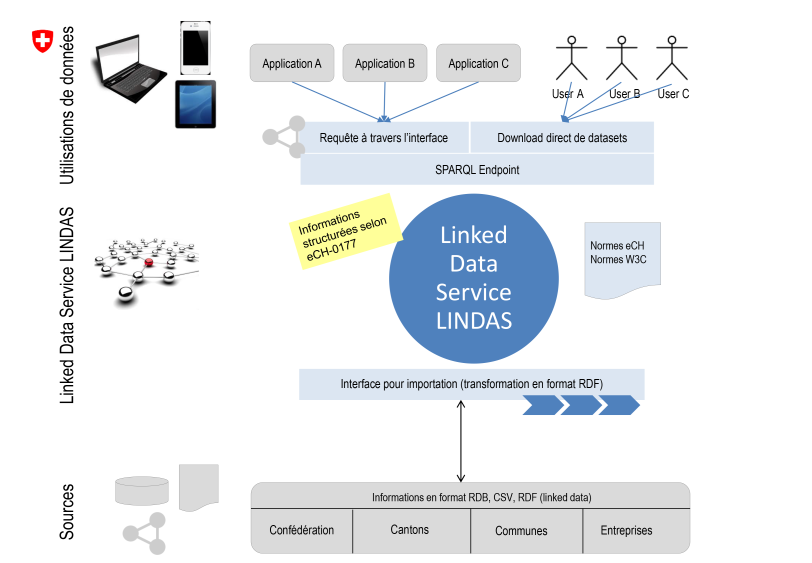 Utilisations de données
Application A
Application B
Application C
User A
User B
User C
Requête à travers l'interface
Download direct de datasets
SPARQL Endpoint
Linked Data Service LINDAS
Informations
structurées selon
eCH-0177
Linked
Data
Service
LINDAS
Normes eCH
Normes W3C
Interface pour importation (transformation en format RDF)
Sources
Informations en format RDB, CSV, RDF (linked data)
Confédération
Cantons
Communes
Entreprises